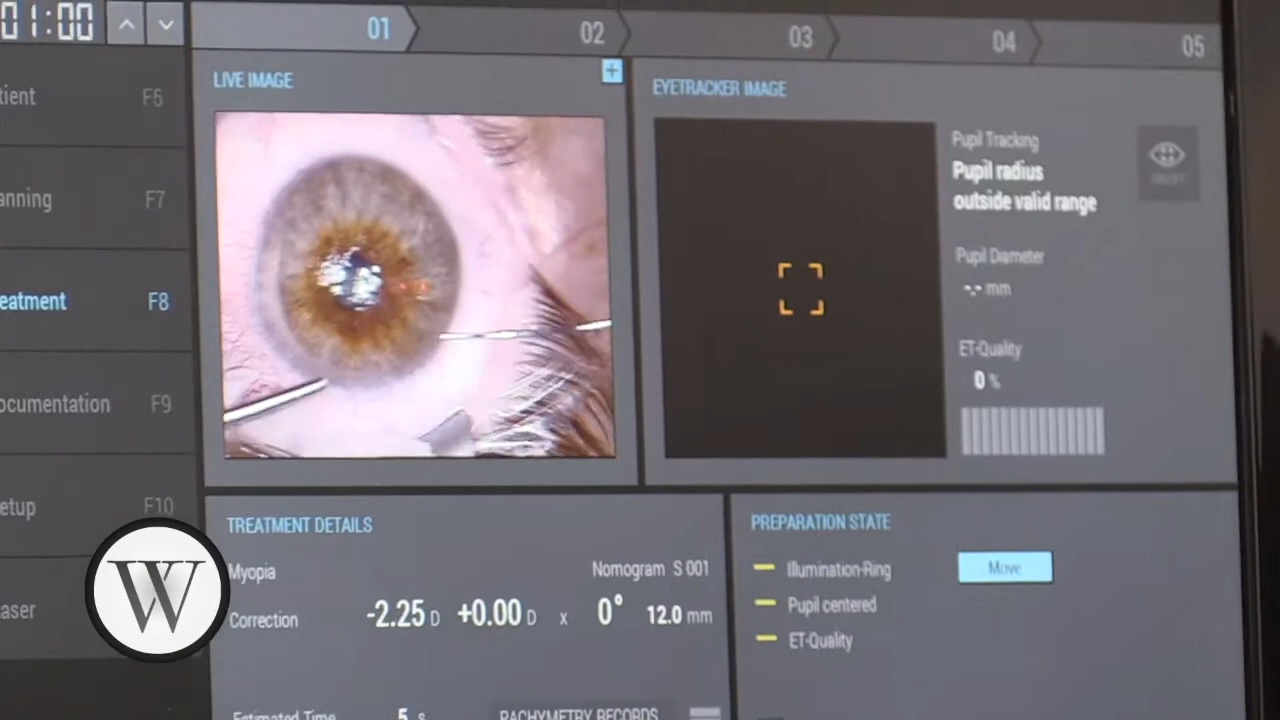 01:00
01
02
03
04
05
tient F5
anning F7
eatment F8
ocumentation F9
etup F10
aser
LIVE IMAGE
+
EYETRACKER IMAGE
Pupil Tracking
Pupil radius
outside valid range
Pupil Diameter
-.- mm
ET-Quality
0 %
TREATMENT DETAILS
Myopia Nomogram S 001
Correction -2.25 D +0.00 D x 0° 12.0 mm
Estimated Time 5 s PACHYMETRY RECORDS
PREPARATION STATE
Illumination-Ring Move
Pupil centered
ET-Quality
W